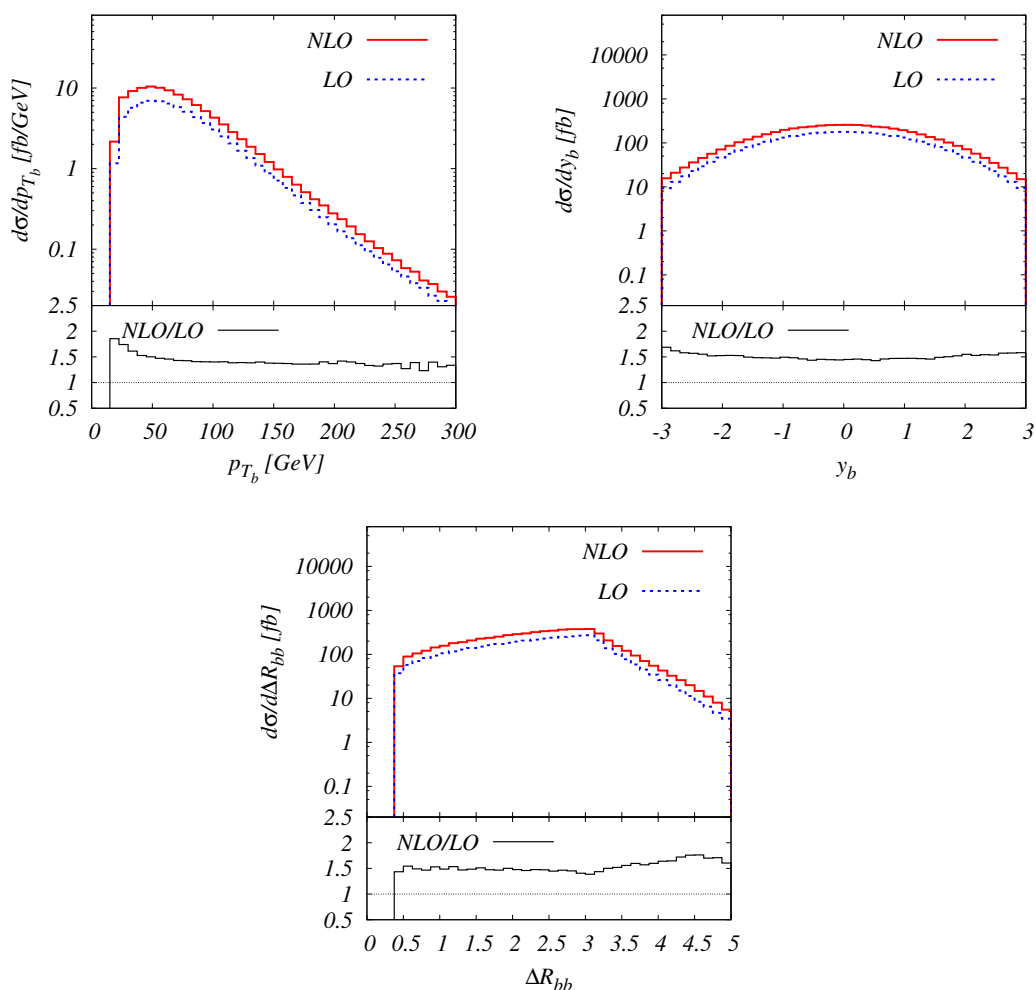 NLO
LO
dσ/dp_{T_b} [fb/GeV]
10
1
0.1
2.5
NLO/LO
2
1.5
1
0.5
0 50 100 150 200 250 300
p_{T_b} [GeV]
NLO
LO
dσ/dy_b [fb]
10000
1000
100
10
1
0.1
2.5
NLO/LO
2
1.5
1
0.5
-3 -2 -1 0 1 2 3
y_b
NLO
LO
dσ/dΔR_{bb} [fb]
10000
1000
100
10
1
0.1
2.5
NLO/LO
2
1.5
1
0.5
0 0.5 1 1.5 2 2.5 3 3.5 4 4.5 5
ΔR_{bb}